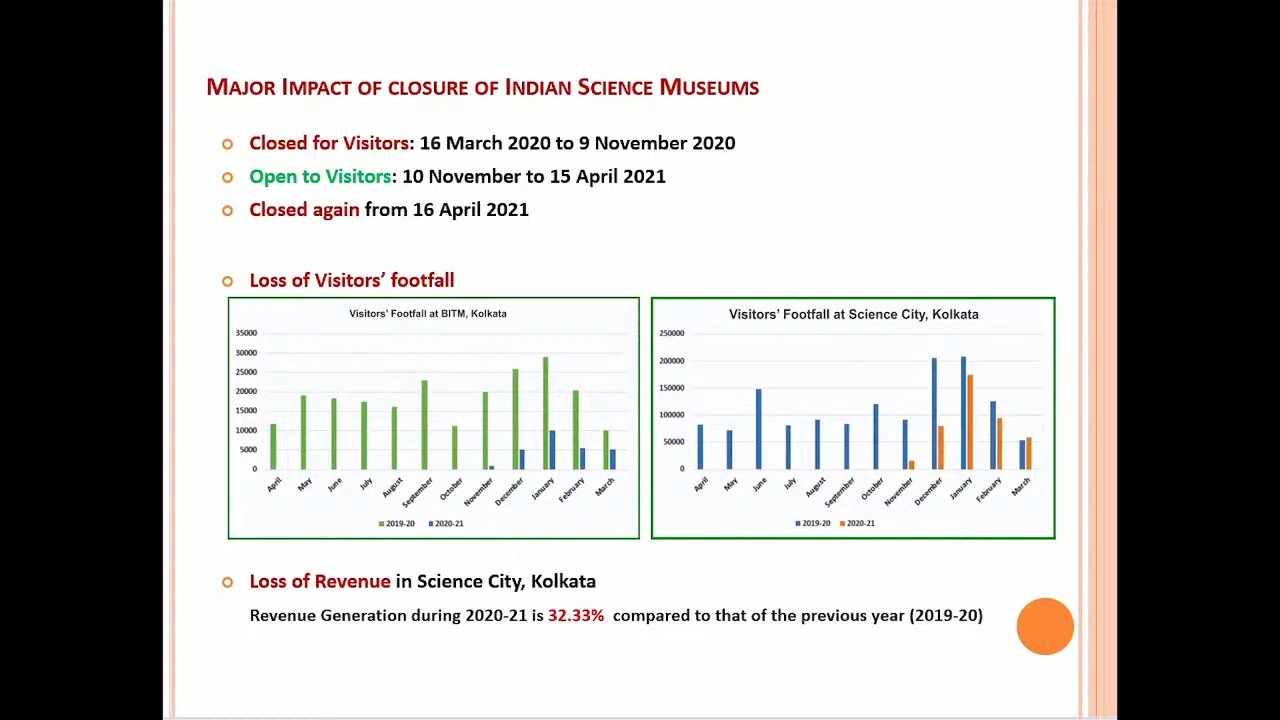 MAJOR IMPACT OF CLOSURE OF INDIAN SCIENCE MUSEUMS
Closed for Visitors: 16 March 2020 to 9 November 2020
Open to Visitors: 10 November to 15 April 2021
Closed again from 16 April 2021
Loss of Visitors' footfall
Visitors' Footfall at BITM, Kolkata
35000
30000
25000
20000
15000
10000
5000
0
April May June July August September October November December January February March
2019-20 2020-21
Visitors' Footfall at Science City, Kolkata
250000
200000
150000
100000
50000
0
April May June July August September October November December January February March
2019-20 2020-21
Loss of Revenue in Science City, Kolkata
Revenue Generation during 2020-21 is 32.33% compared to that of the previous year (2019-20)